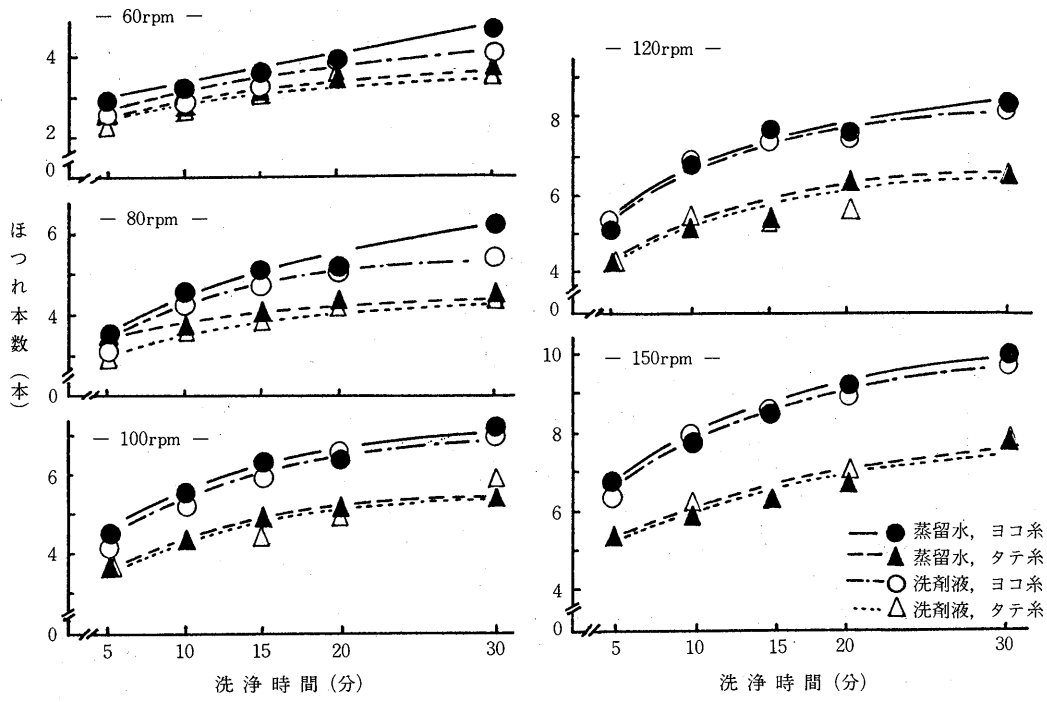 ほつれ本数(本)
— 60rpm —
4
2
0
— 80rpm —
6
4
0
— 100rpm —
6
4
0
5 10 15 20 30
洗浄時間(分)
— 120rpm —
8
6
4
0
— 150rpm —
10
8
6
4
0
蒸留水, ヨコ糸
蒸留水, タテ糸
洗剤液, ヨコ糸
洗剤液, タテ糸
5 10 15 20 30
洗浄時間(分)